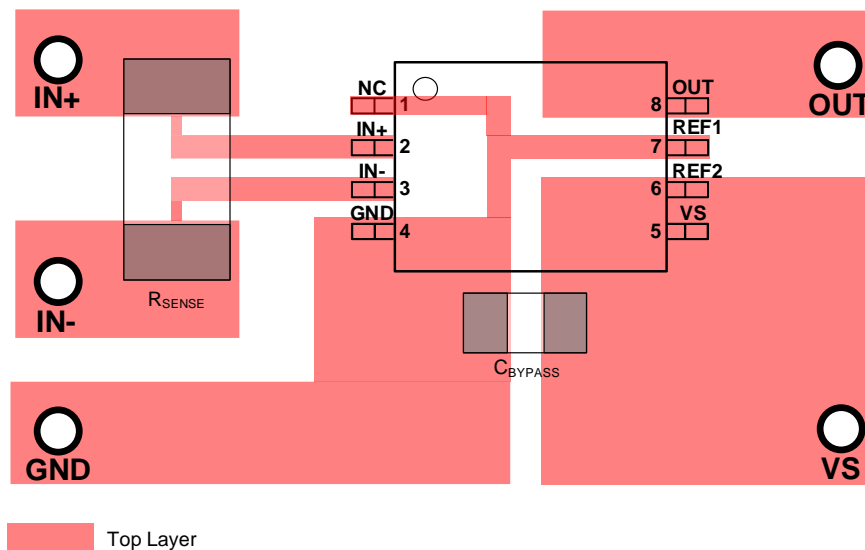 IN+
NC
1
IN+
2
IN-
3
GND
4
OUT
8
REF1
7
REF2
6
VS
5
OUT
RSENSE
IN-
CBYPASS
GND
VS
Top Layer